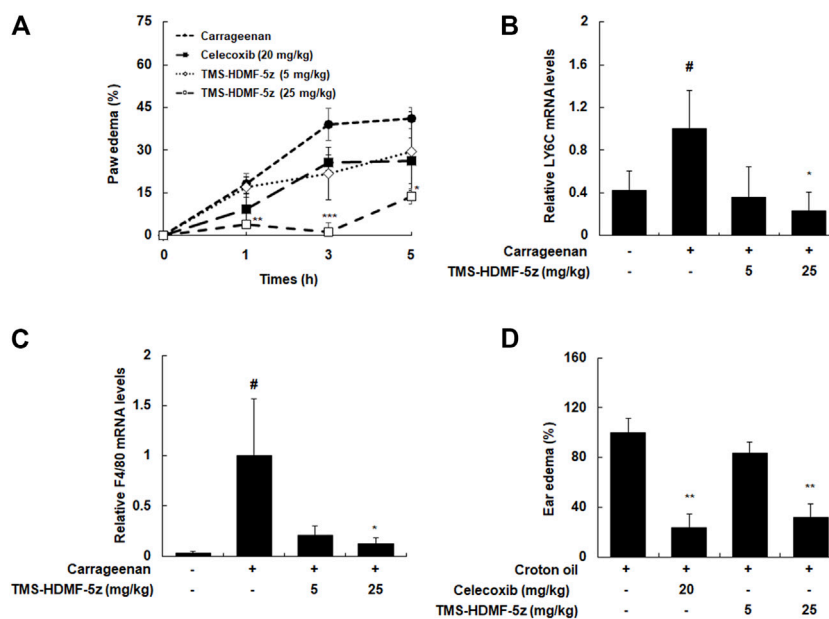 A
Carrageenan
Celecoxib (20 mg/kg)
TMS-HDMF-5z (5 mg/kg)
TMS-HDMF-5z (25 mg/kg)
Paw edema (%)
75
60
45
30
15
0
** *** *
0 1 3 5
Times (h)
B
Relative LY6C mRNA levels
2
1.6
1.2
0.8
0.4
0
# *
Carrageenan - + + +
TMS-HDMF-5z (mg/kg) - - 5 25
C
Relative F4/80 mRNA levels
2
1.5
1
0.5
0
# *
Carrageenan - + + +
TMS-HDMF-5z (mg/kg) - - 5 25
D
Ear edema (%)
160
120
80
40
0
** **
Croton oil + + + +
Celecoxib (mg/kg) - 20 - -
TMS-HDMF-5z (mg/kg) - - 5 25